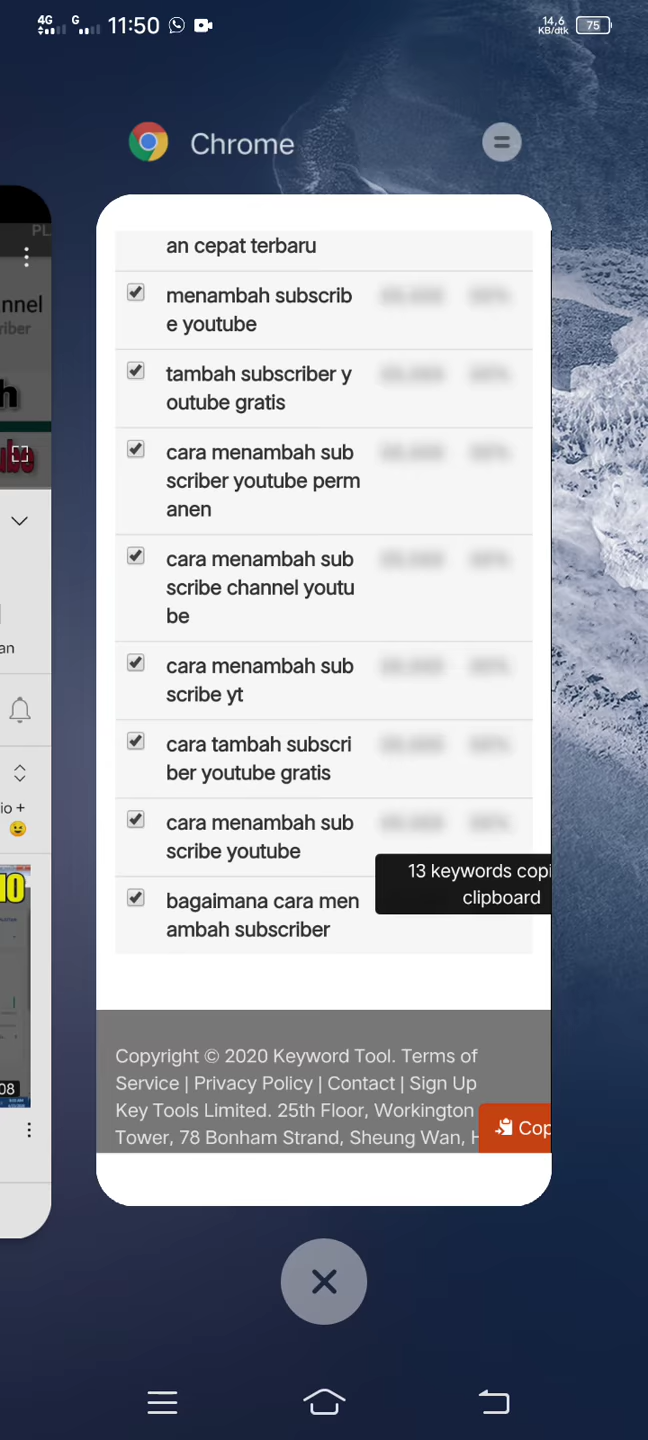 4G G 11:50 14,6 KB/dtk 75
Chrome
PL
nnel
riber
h
ube
an
io +
10
08
an cepat terbaru
menambah subscrib
e youtube
tambah subscriber y
outube gratis
cara menambah sub
scriber youtube perm
anen
cara menambah sub
scribe channel youtu
be
cara menambah sub
scribe yt
cara tambah subscri
ber youtube gratis
cara menambah sub
scribe youtube
13 keywords copi
clipboard
bagaimana cara men
ambah subscriber
Copyright © 2020 Keyword Tool. Terms of
Service | Privacy Policy | Contact | Sign Up
Key Tools Limited. 25th Floor, Workington
Tower, 78 Bonham Strand, Sheung Wan, H
Cop